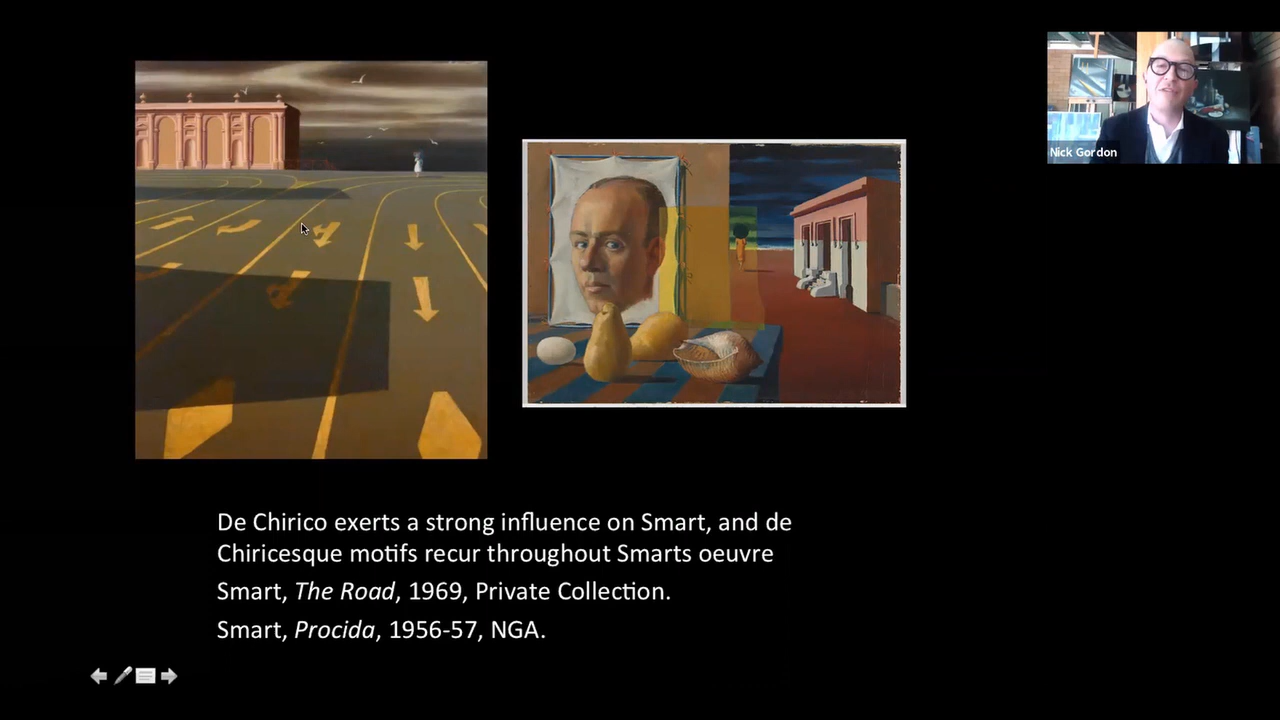 Nick Gordon
De Chirico exerts a strong influence on Smart, and de
Chiricesque motifs recur throughout Smarts oeuvre
Smart, The Road, 1969, Private Collection.
Smart, Procida, 1956-57, NGA.